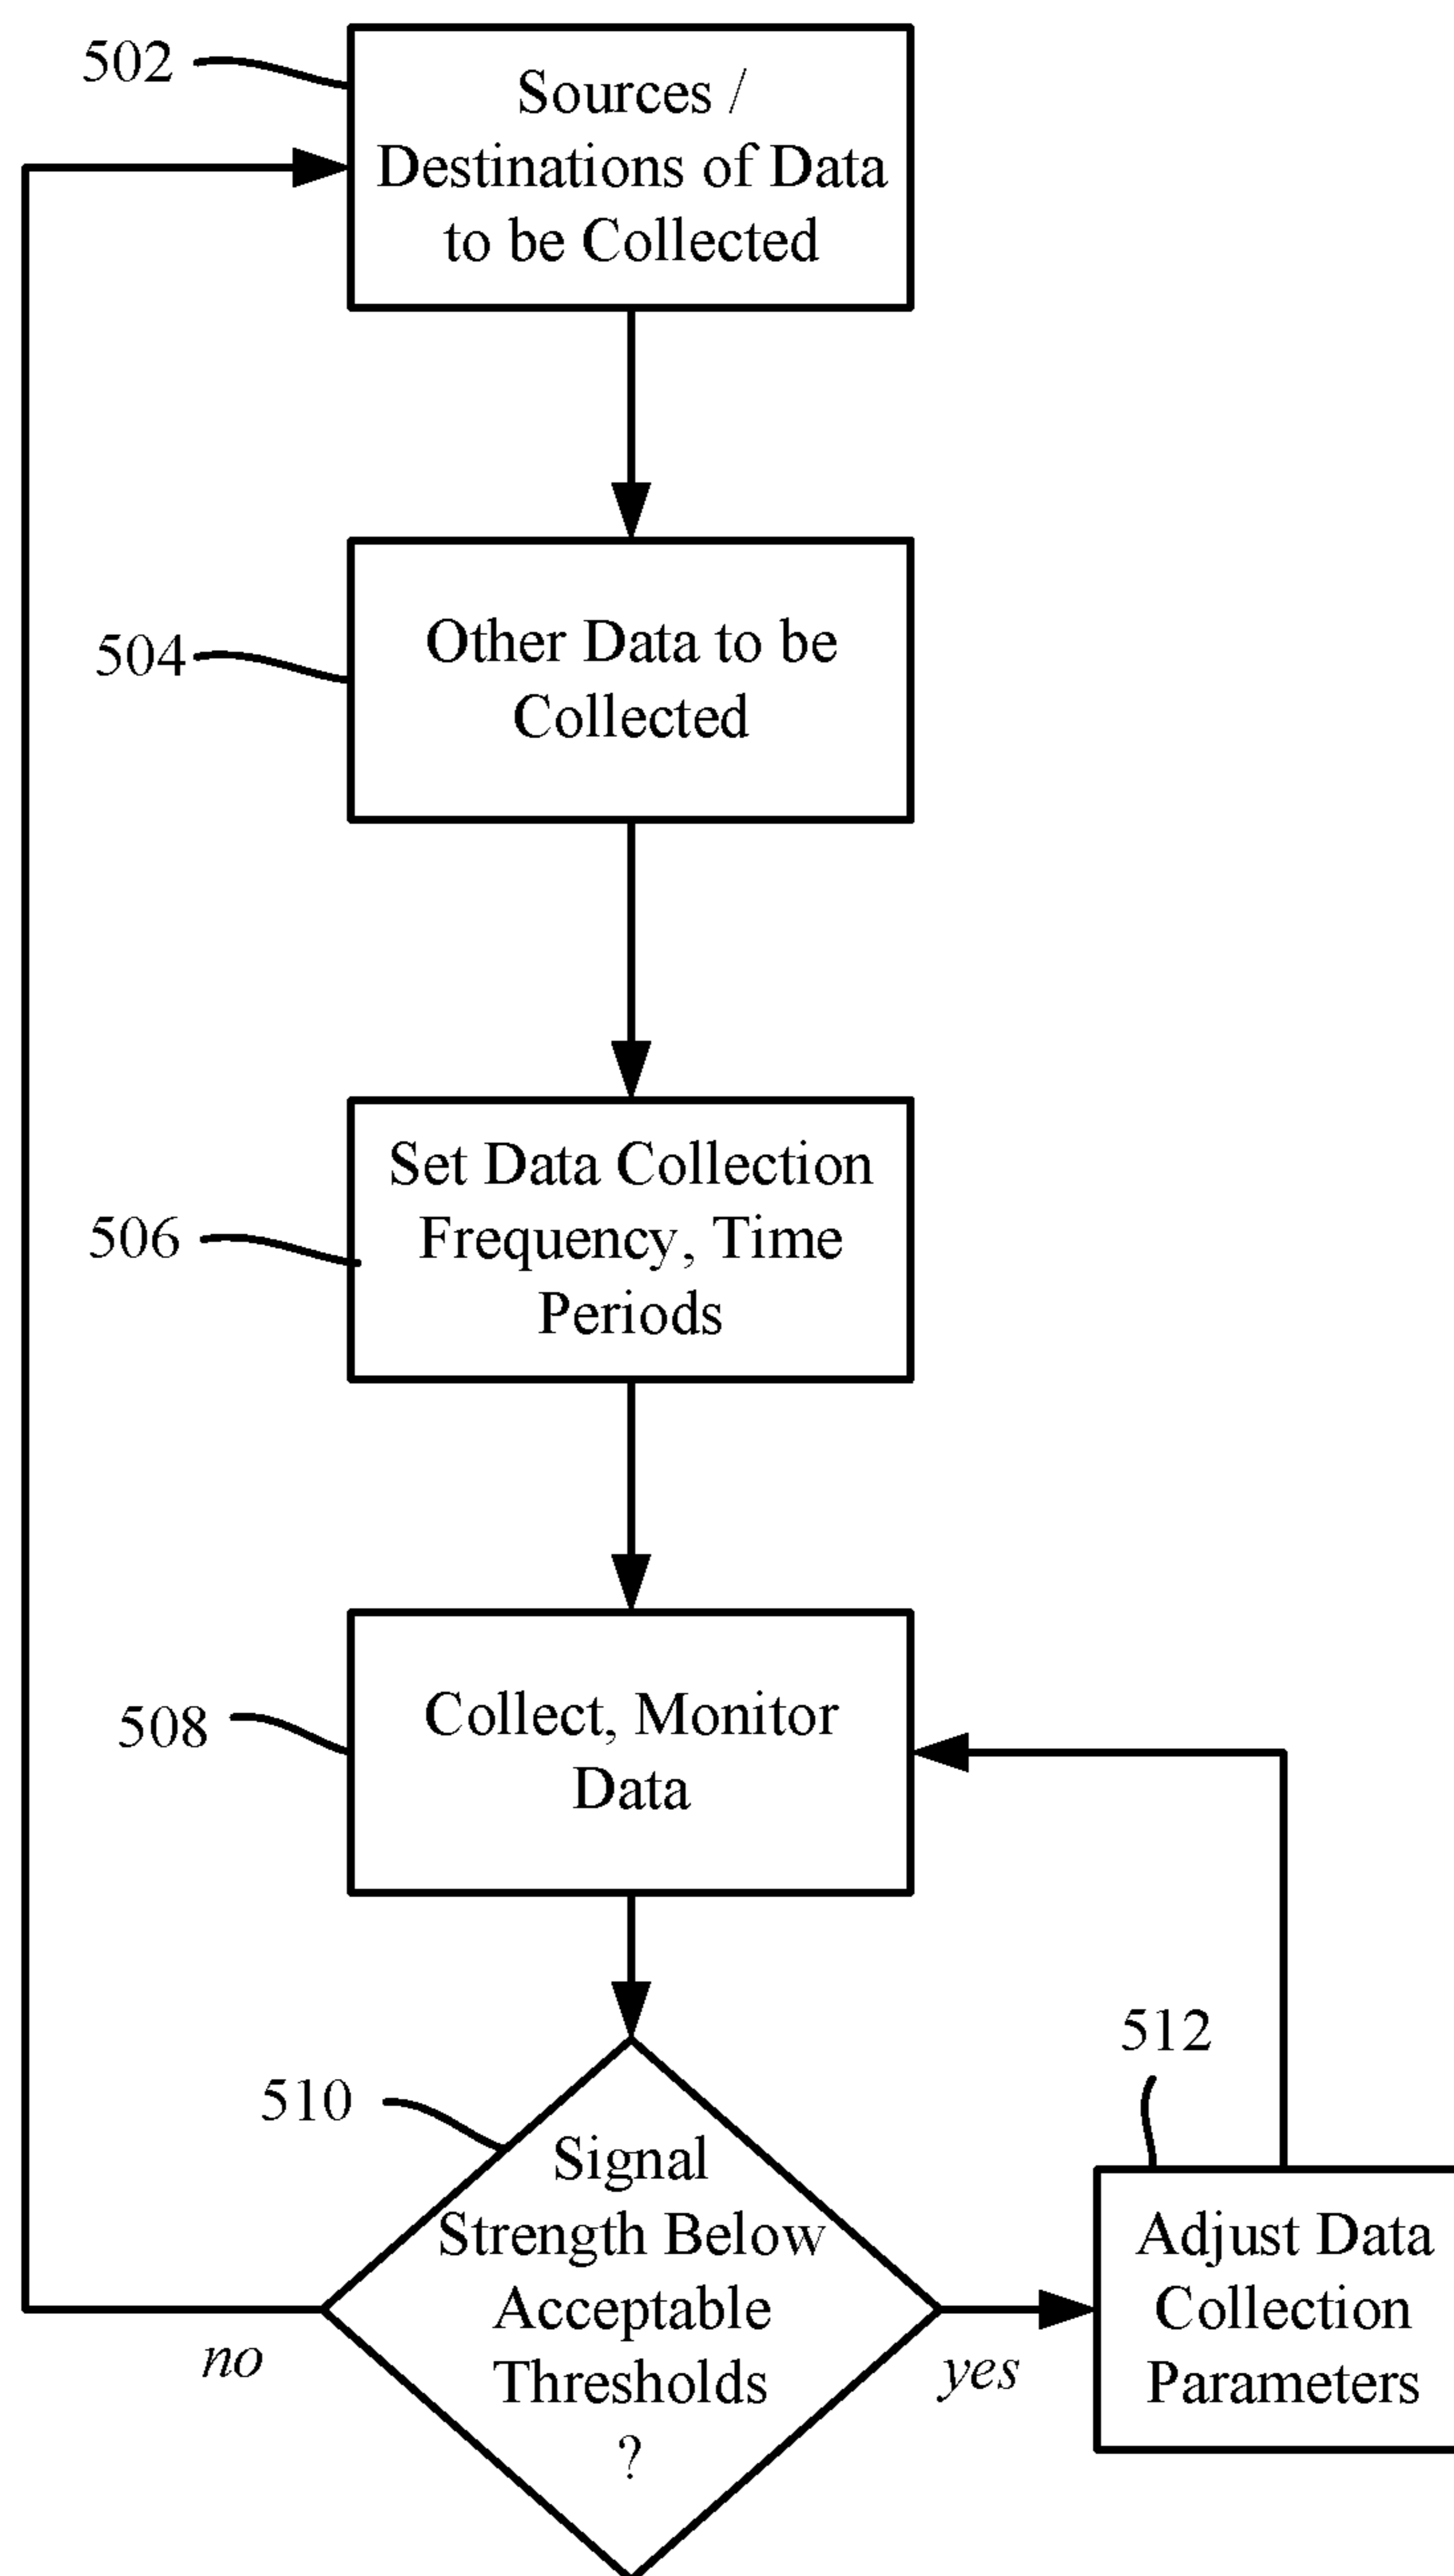 502
Sources /
Destinations of Data
to be Collected
504
Other Data to be
Collected
506
Set Data Collection
Frequency, Time
Periods
508
Collect, Monitor
Data
510
Signal
Strength Below
Acceptable
Thresholds
?
no
yes
512
Adjust Data
Collection
Parameters